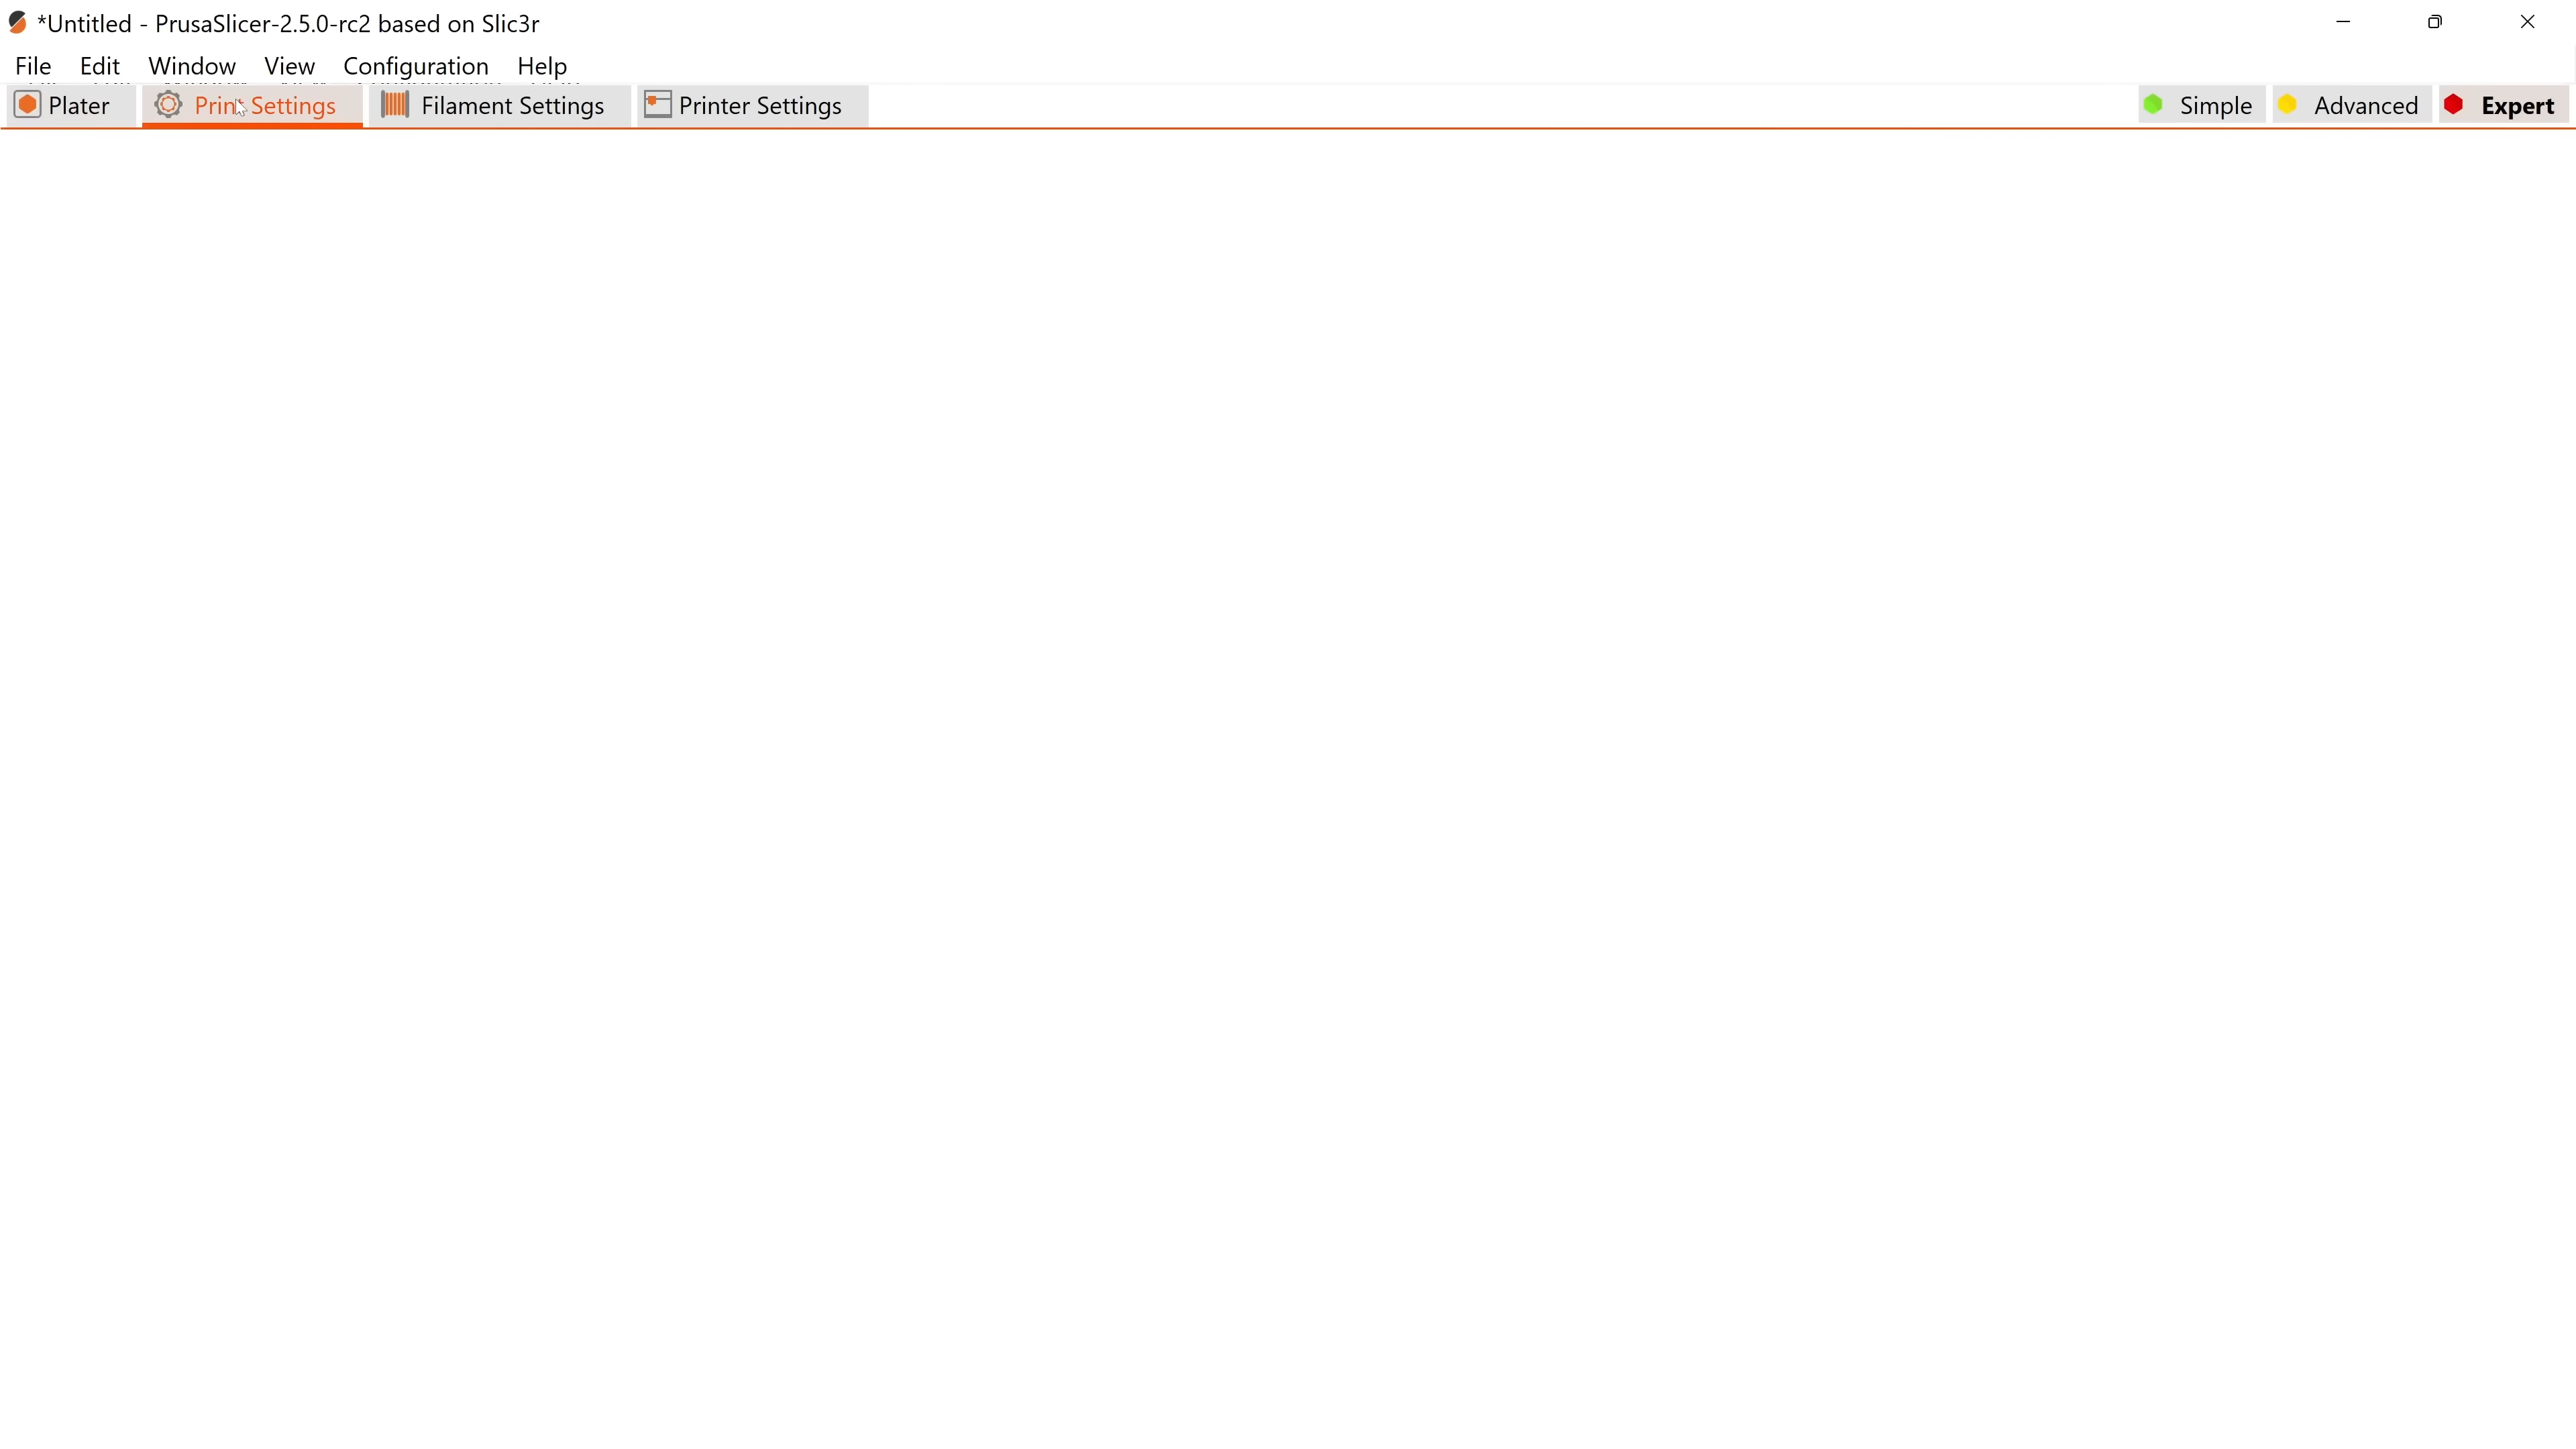 *Untitled - PrusaSlicer-2.5.0-rc2 based on Slic3r
File Edit Window View Configuration Help
Plater Print Settings Filament Settings Printer Settings Simple Advanced Expert